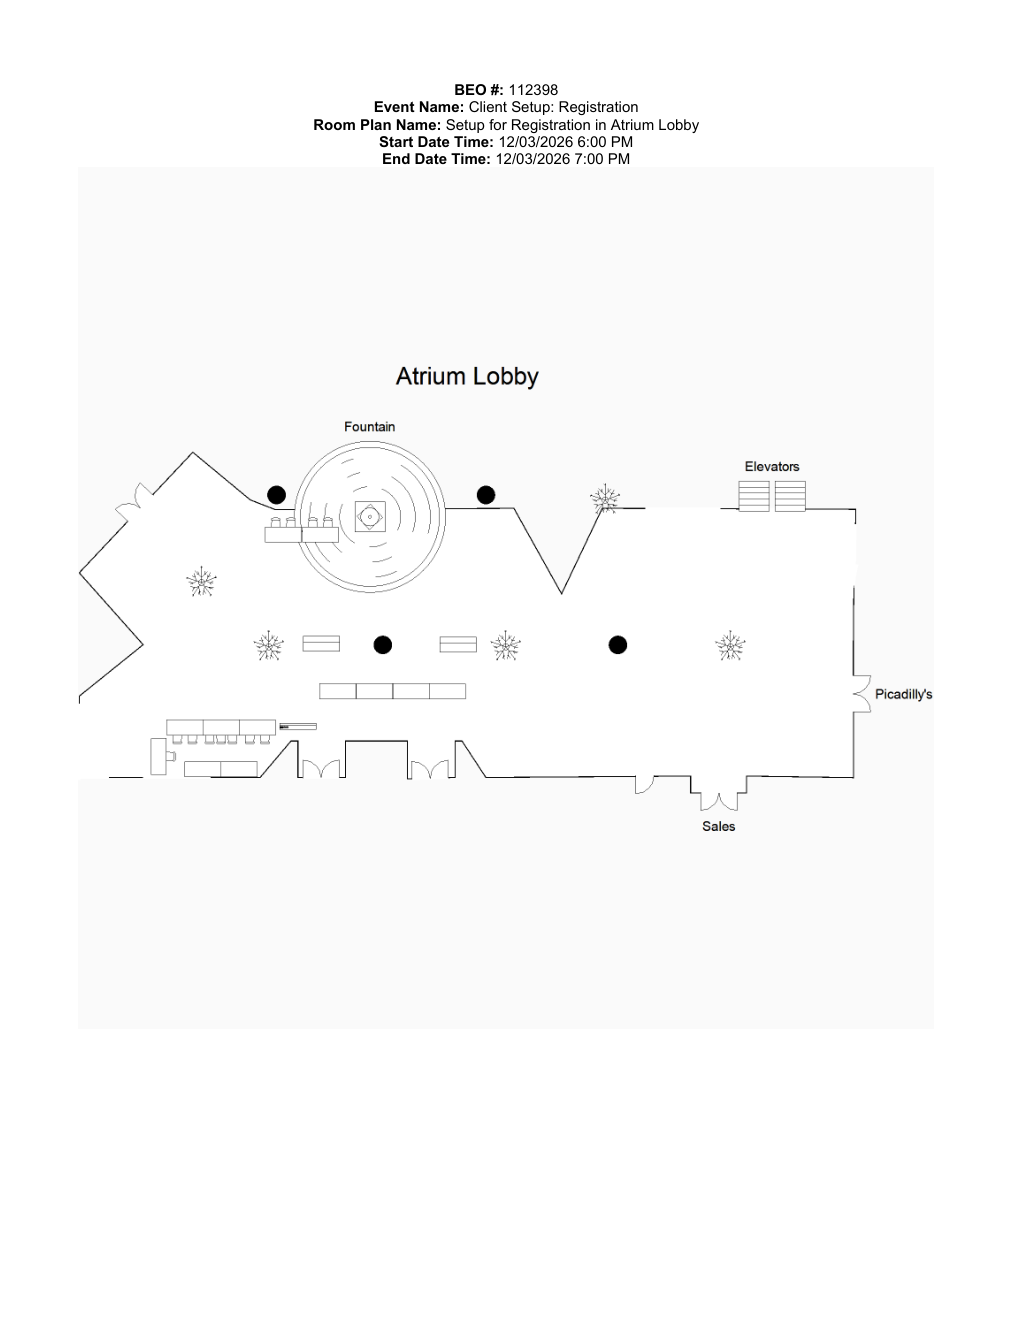 BEO #: 112398
Event Name: Client Setup: Registration
Room Plan Name: Setup for Registration in Atrium Lobby
Start Date Time: 12/03/2026 6:00 PM
End Date Time: 12/03/2026 7:00 PM
Atrium Lobby
Fountain
Elevators
Picadilly's
Sales